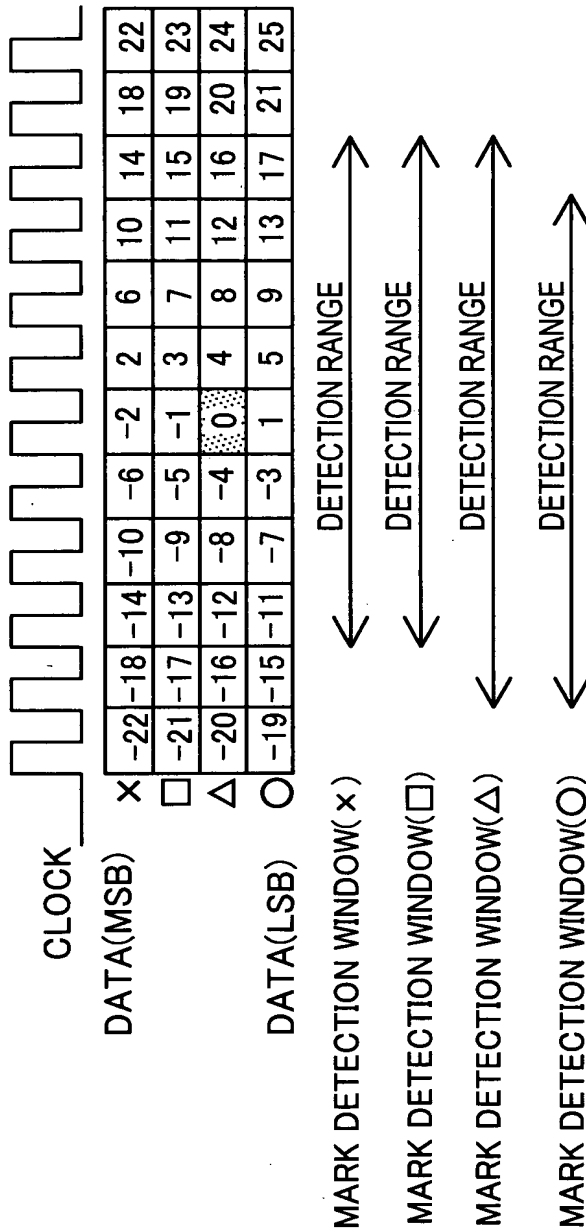 CLOCK
DATA(MSB)
× -22 -18 -14 -10 -6 -2 2 6 10 14 18 22
□ -21 -17 -13 -9 -5 -1 3 7 11 15 19 23
△ -20 -16 -12 -8 -4 0 4 8 12 16 20 24
○ -19 -15 -11 -7 -3 1 5 9 13 17 21 25
DATA(LSB)
MARK DETECTION WINDOW(×) DETECTION RANGE
MARK DETECTION WINDOW(□) DETECTION RANGE
MARK DETECTION WINDOW(△) DETECTION RANGE
MARK DETECTION WINDOW(○) DETECTION RANGE